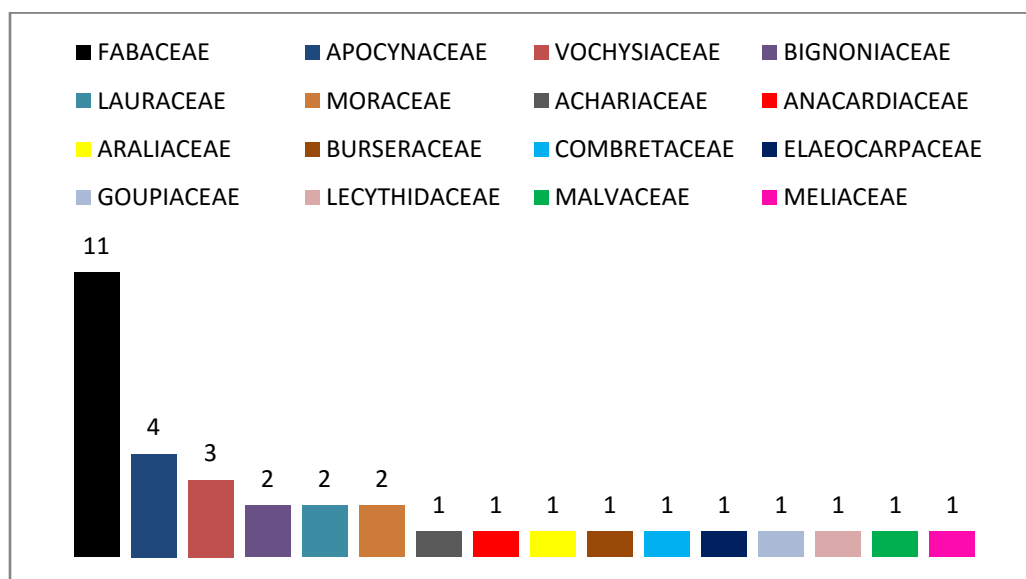 FABACEAE APOCYNACEAE VOCHYSIACEAE BIGNONIACEAE
LAURACEAE MORACEAE ACHARIACEAE ANACARDIACEAE
ARALIACEAE BURSERACEAE COMBRETACEAE ELAEOCARPACEAE
GOUPIACEAE LECYTHIDACEAE MALVACEAE MELIACEAE
11
4
3
2 2 2
1 1 1 1 1 1 1 1 1 1